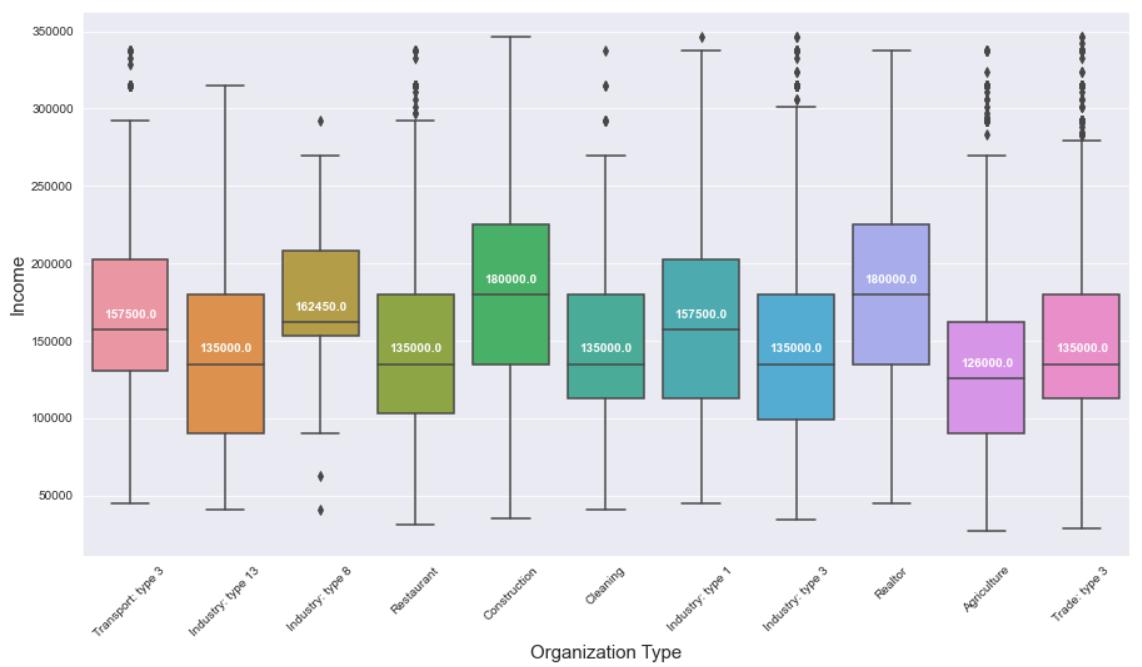 350000
300000
250000
200000
150000
100000
50000
Income
157500.0
135000.0
162450.0
135000.0
180000.0
135000.0
157500.0
135000.0
180000.0
126000.0
135000.0
Transport: type 3
Industry: type 13
Industry: type 8
Restaurant
Construction
Cleaning
Industry: type 1
Industry: type 3
Realtor
Agriculture
Trade: type 3
Organization Type